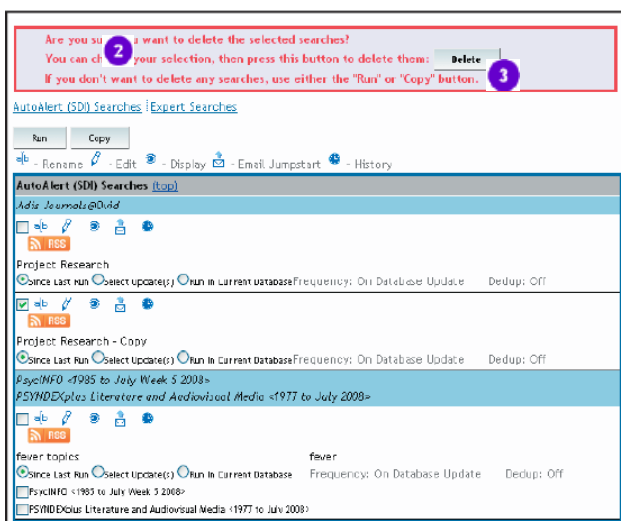 Are you su 2 u want to delete the selected searches?
You can ch your selection, then press this button to delete them: Delete
If you don't want to delete any searches, use either the "Run" or "Copy" button. 3
AutoAlert (SDI) Searches Expert Searches
Run Copy
a|b - Rename - Edit - Display - Email Jumpstart - History
AutoAlert (SDI) Searches (top)
Adis Journals@Ovid
a|b
RSS
Project Research
Since Last Run Select Update(s) Run in Current Database Frequency: On Database Update Dedup: Off
a|b
RSS
Project Research - Copy
Since Last Run Select Update(s) Run in Current Database Frequency: On Database Update Dedup: Off
PsycINFO <1985 to July Week 5 2008>
PSYNDEXplus Literature and Audiovisual Media <1977 to July 2008>
a|b
RSS
fever topics fever
Since Last Run Select Update(s) Run in Current Database Frequency: On Database Update Dedup: Off
PsycINFO <1985 to July Week 5 2008>
PSYNDEXplus Literature and Audiovisual Media <1977 to July 2008>